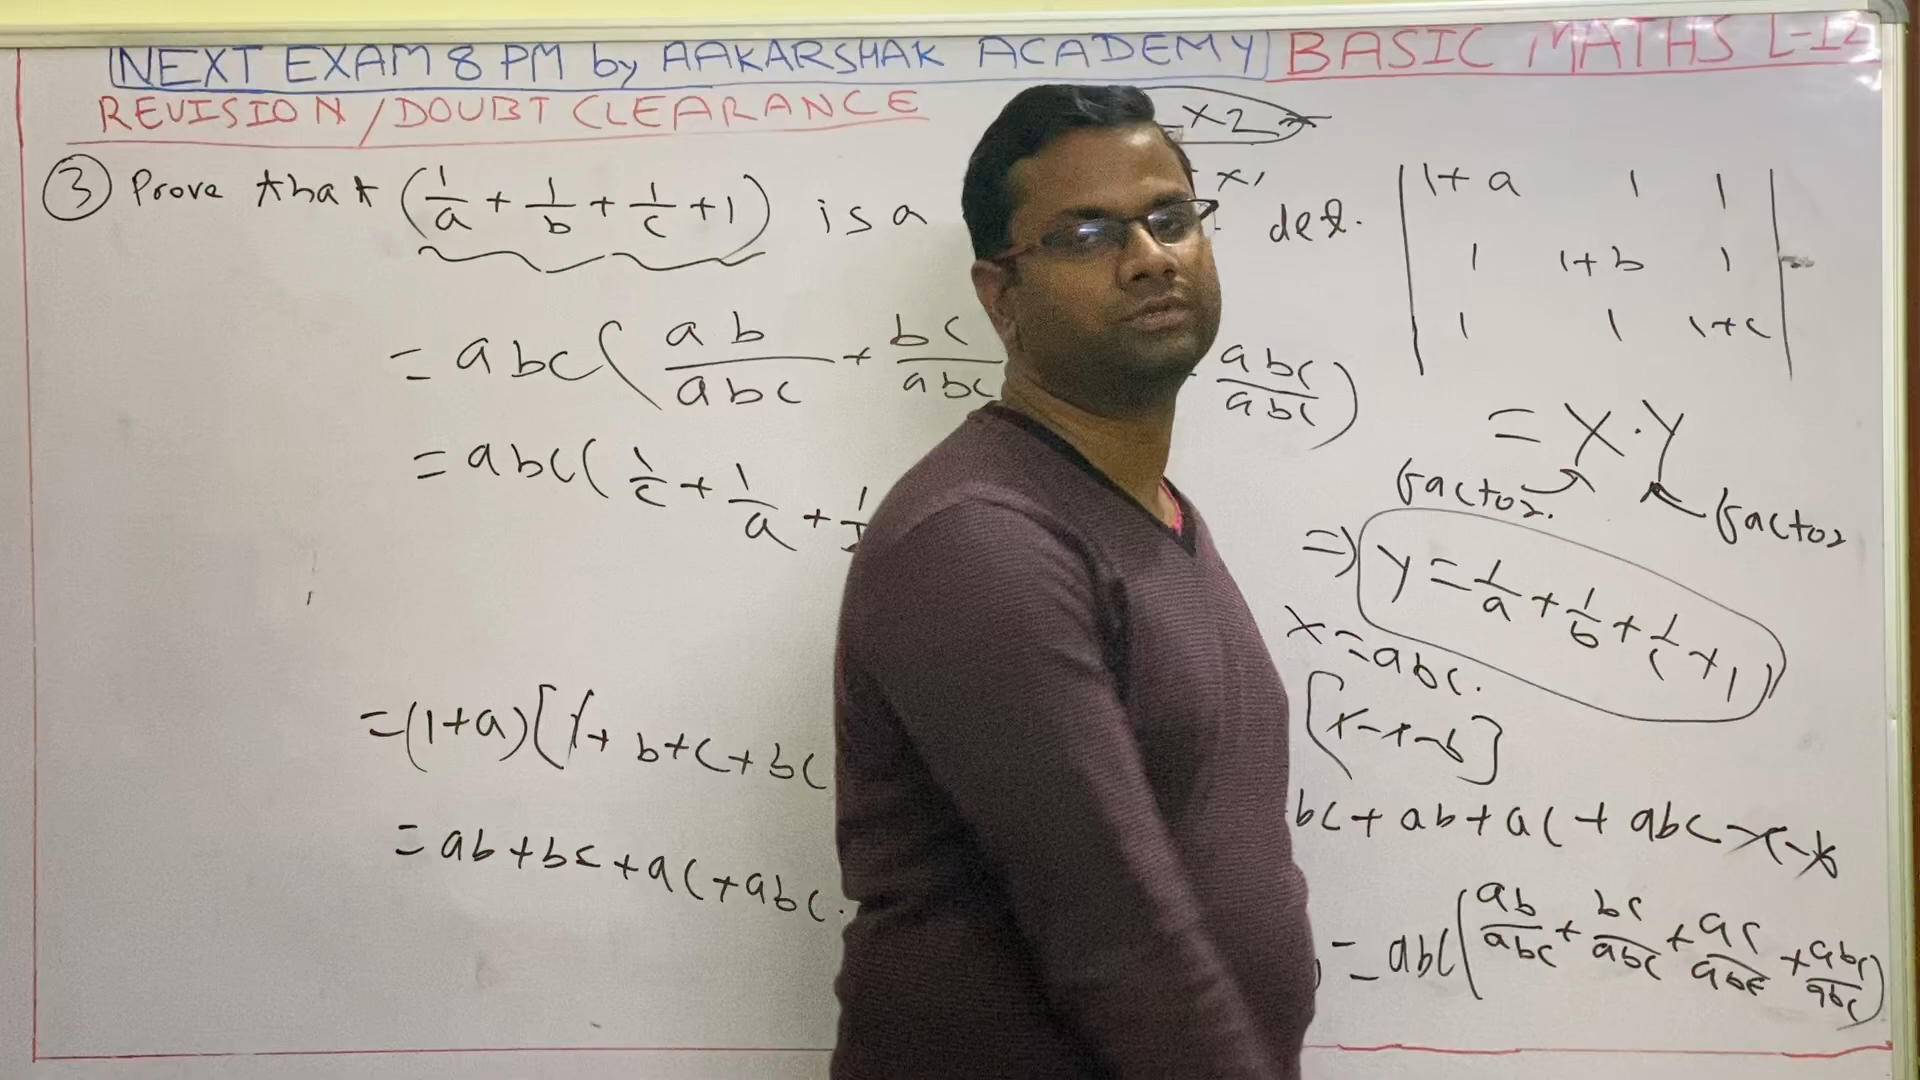 NEXT EXAM 8 PM by AAKARSHAK ACADEMY BASIC MATHS L-12
REVISION/DOUBT CLEARANCE
③ Prove that (1/a + 1/b + 1/c + 1) is a
det.
| 1+a 1 1 |
| 1 1+b 1 |
| 1 1 1+c |
= abc( ab/abc + bc/abc
abc/abc )
= abc( 1/c + 1/a +
= X.Y
factor. factor
=> Y = 1/a + 1/b + 1/c + 1
X = abc.
= (1+a)[1+ b+c+bc
= ab+bc+ac+abc.
bc+ab+ac+abc
= abc( ab/abc + bc/abc + ac/abc + abc/abc )